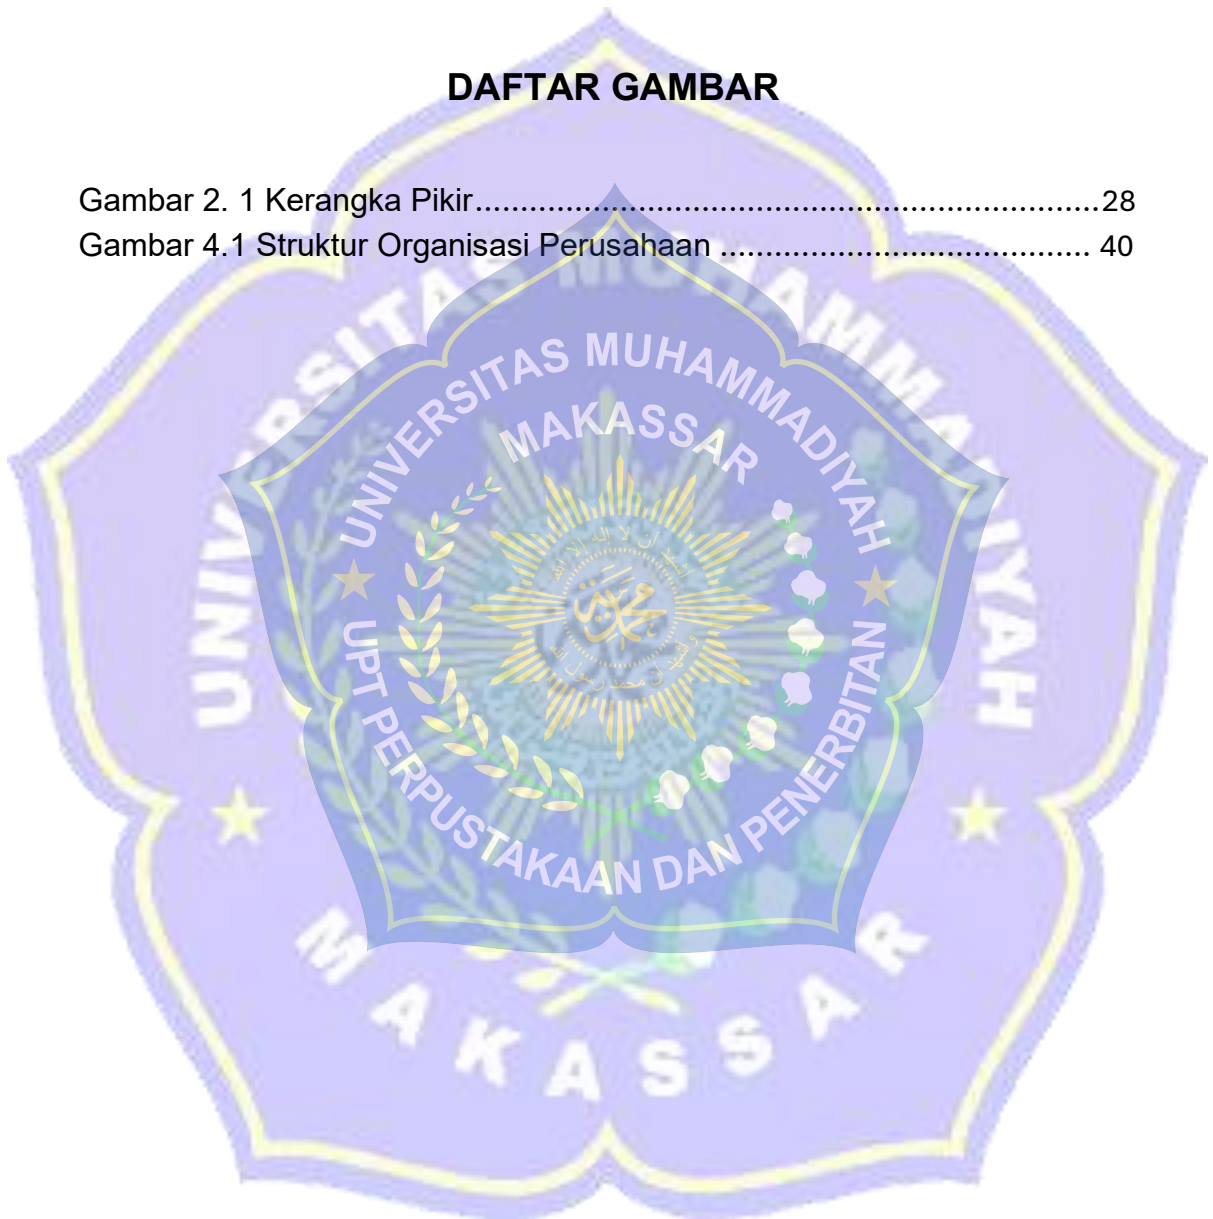 DAFTAR GAMBAR
Gambar 2. 1 Kerangka Pikir.....................................................................28
Gambar 4.1 Struktur Organisasi Perusahaan ......................................... 40
UNIVERSITAS MUHAMMADIYAH
MAKASSAR
UNIVERSITAS MUHAMMADIYAH
MAKASSAR
UPT PERPUSTAKAAN DAN PENERBITAN